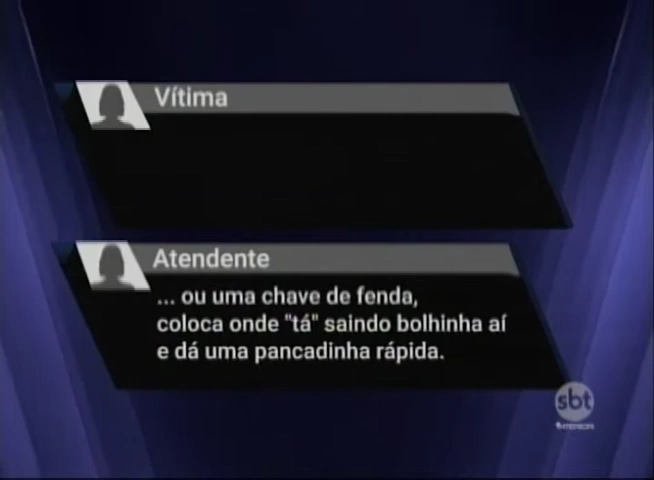 Vítima
Atendente
... ou uma chave de fenda,
coloca onde "tá" saindo bolhinha aí
e dá uma pancadinha rápida.
sbt